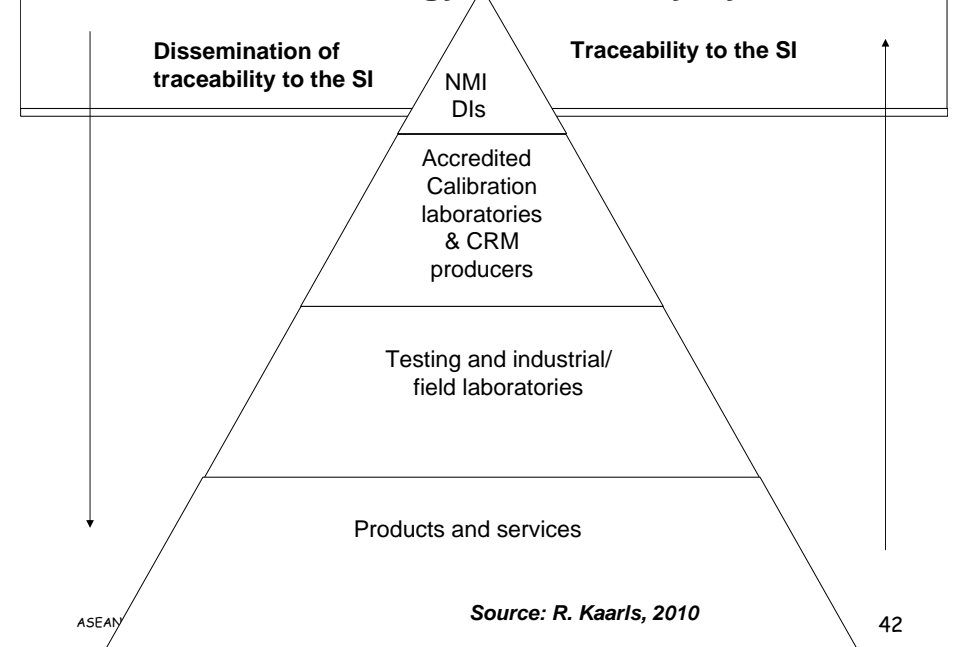 Dissemination of
traceability to the SI
Traceability to the SI
NMI
DIs
Accredited
Calibration
laboratories
& CRM
producers
Testing and industrial/
field laboratories
Products and services
ASEAN
Source: R. Kaarls, 2010
42